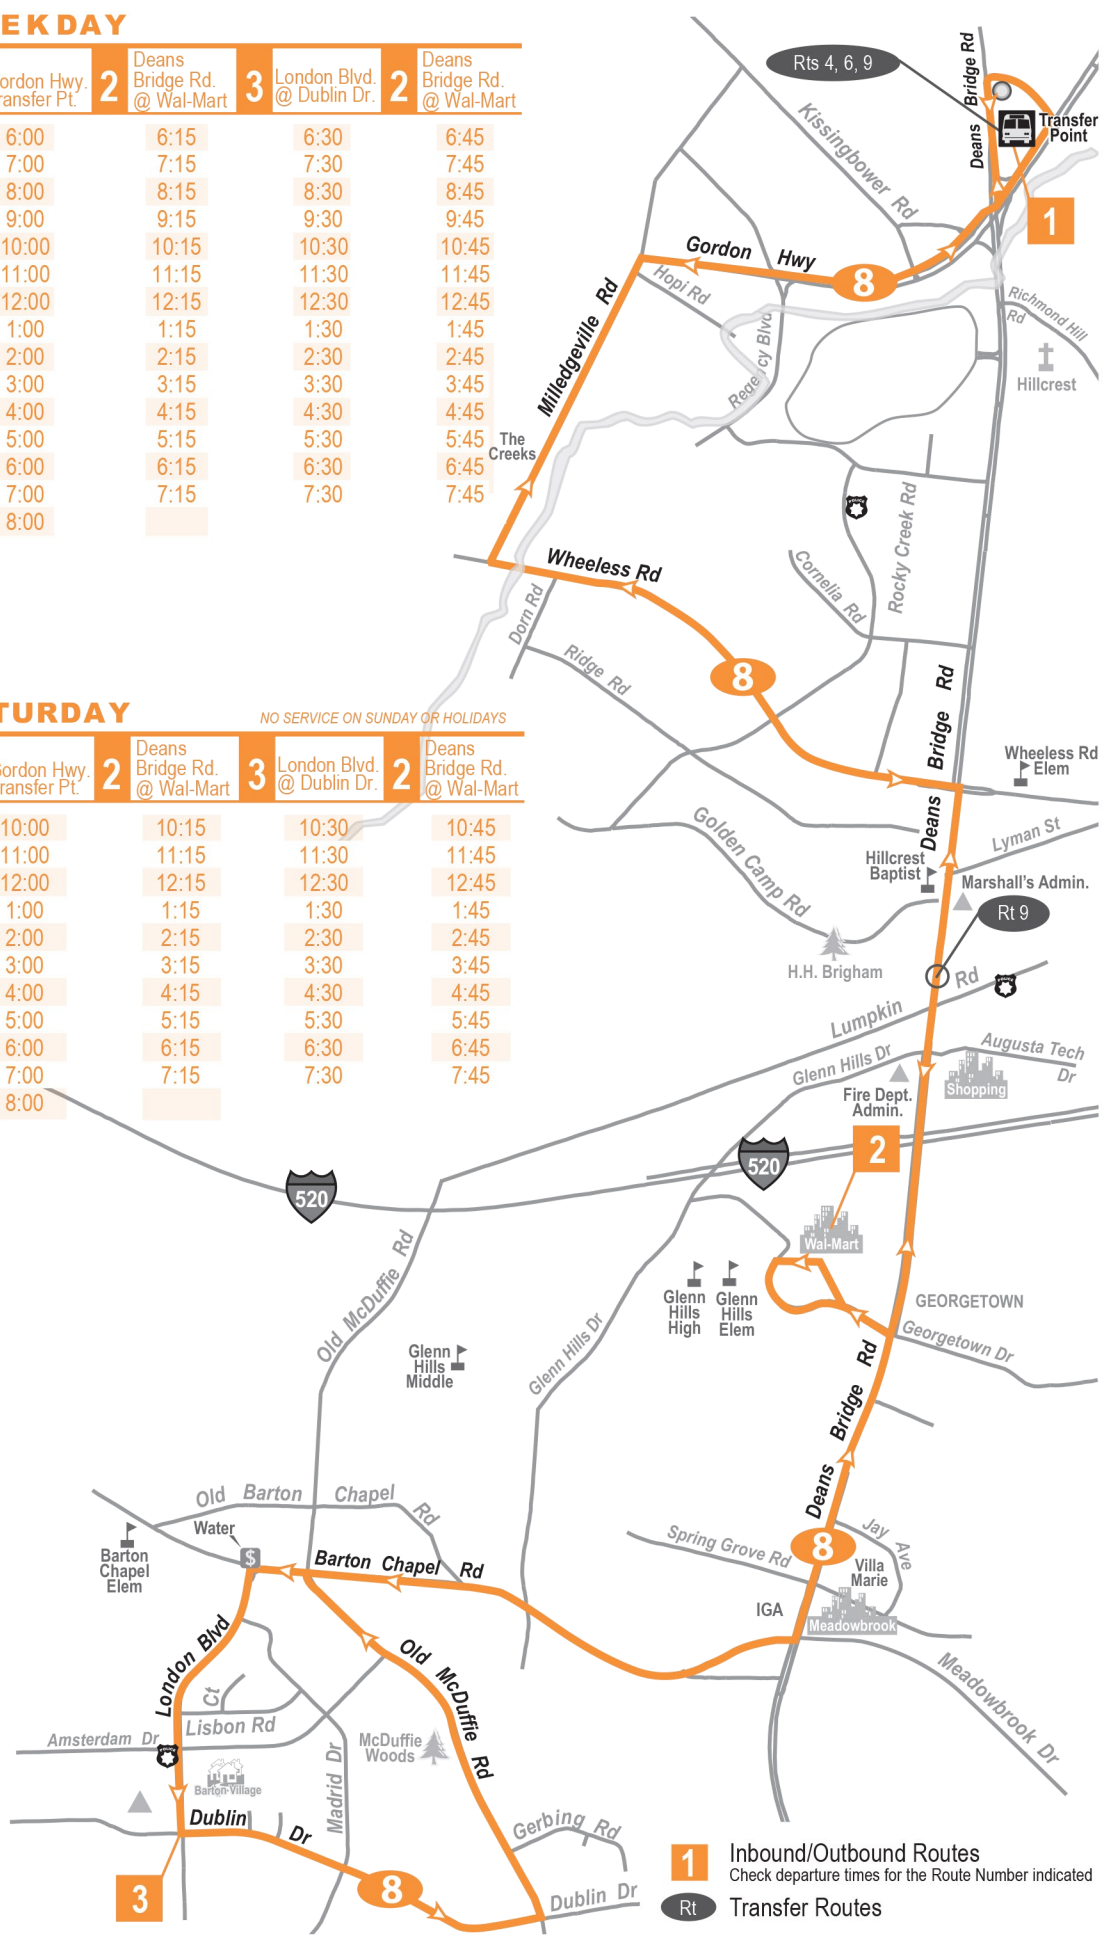 EKDAY
ordon Hwy.
ransfer Pt.
2
Deans
Bridge Rd.
@ Wal-Mart
3
London Blvd.
@ Dublin Dr.
2
Deans
Bridge Rd.
@ Wal-Mart
6:00 6:15 6:30 6:45
7:00 7:15 7:30 7:45
8:00 8:15 8:30 8:45
9:00 9:15 9:30 9:45
10:00 10:15 10:30 10:45
11:00 11:15 11:30 11:45
12:00 12:15 12:30 12:45
1:00 1:15 1:30 1:45
2:00 2:15 2:30 2:45
3:00 3:15 3:30 3:45
4:00 4:15 4:30 4:45
5:00 5:15 5:30 5:45
6:00 6:15 6:30 6:45
7:00 7:15 7:30 7:45
8:00
TURDAY
NO SERVICE ON SUNDAY OR HOLIDAYS
Gordon Hwy.
ransfer Pt.
2
Deans
Bridge Rd.
@ Wal-Mart
3
London Blvd.
@ Dublin Dr.
2
Deans
Bridge Rd.
@ Wal-Mart
10:00 10:15 10:30 10:45
11:00 11:15 11:30 11:45
12:00 12:15 12:30 12:45
1:00 1:15 1:30 1:45
2:00 2:15 2:30 2:45
3:00 3:15 3:30 3:45
4:00 4:15 4:30 4:45
5:00 5:15 5:30 5:45
6:00 6:15 6:30 6:45
7:00 7:15 7:30 7:45
8:00
Rts 4, 6, 9
Deans Bridge Rd
Transfer
Point
1
Kissingbower Rd
Gordon Hwy
8
Hopi Rd
Milledgeville Rd
Regency Blvd
Richmond Hill
Rd
Hillcrest
The
Creeks
Rocky Creek Rd
Wheeless Rd
Cornelia Rd
Dorn Rd
Ridge Rd
8
Deans Bridge Rd
Wheeless Rd
Elem
Lyman St
Golden Camp Rd
Hillcrest
Baptist
Marshall's Admin.
Rt 9
H.H. Brigham
Lumpkin Rd
Glenn Hills Dr
Augusta Tech
Dr
Shopping
Fire Dept.
Admin.
2
520
520
Wal-Mart
Old McDuffie Rd
Glenn
Hills
High
Glenn
Hills
Elem
GEORGETOWN
Georgetown Dr
Glenn Hills Dr
Glenn
Hills
Middle
Deans Bridge Rd
Old Barton Chapel Rd
Water
$
Barton
Chapel
Elem
Barton Chapel Rd
Spring Grove Rd
8
Jay Ave
Villa
Marie
IGA
Meadowbrook
Meadowbrook Dr
London Blvd
Ct
Lisbon Rd
Amsterdam Dr
Old McDuffie Rd
McDuffie
Woods
Barton Village
Madrid Dr
Dublin Dr
Gerbing Rd
8
3
Dublin Dr
1
Inbound/Outbound Routes
Check departure times for the Route Number indicated
Rt
Transfer Routes